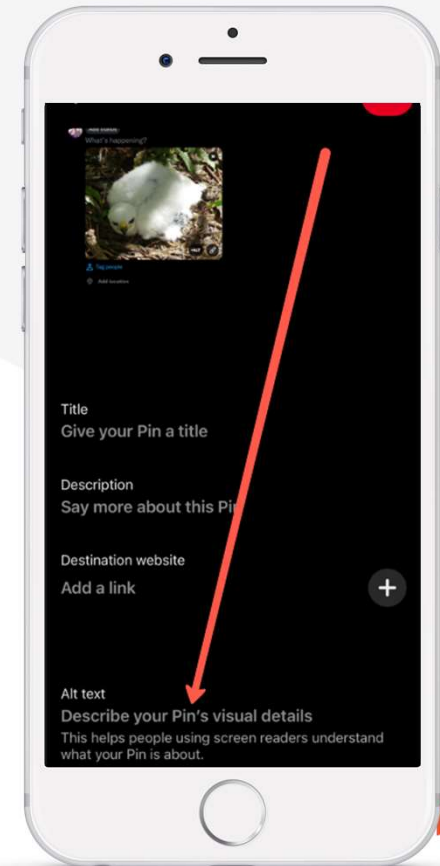 What's happening?
Tag people
Add location
Title
Give your Pin a title
Description
Say more about this Pi
Destination website
Add a link
+
Alt text
Describe your Pin's visual details
This helps people using screen readers understand
what your Pin is about.